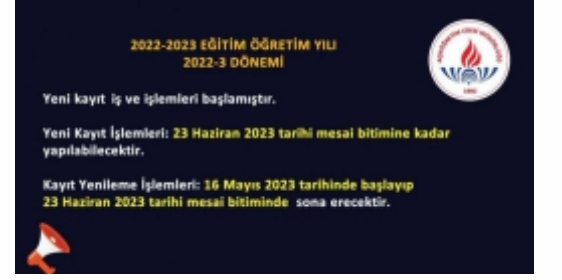 2022-2023 EĞİTİM ÖĞRETİM YILI
2022-3 DÖNEMİ
Yeni kayıt iş ve işlemleri başlamıştır.
Yeni Kayıt İşlemleri: 23 Haziran 2023 tarihi mesai bitimine kadar
yapılabilecektir.
Kayıt Yenileme İşlemleri: 16 Mayıs 2023 tarihinde başlayıp
23 Haziran 2023 tarihi mesai bitiminde sona erecektir.